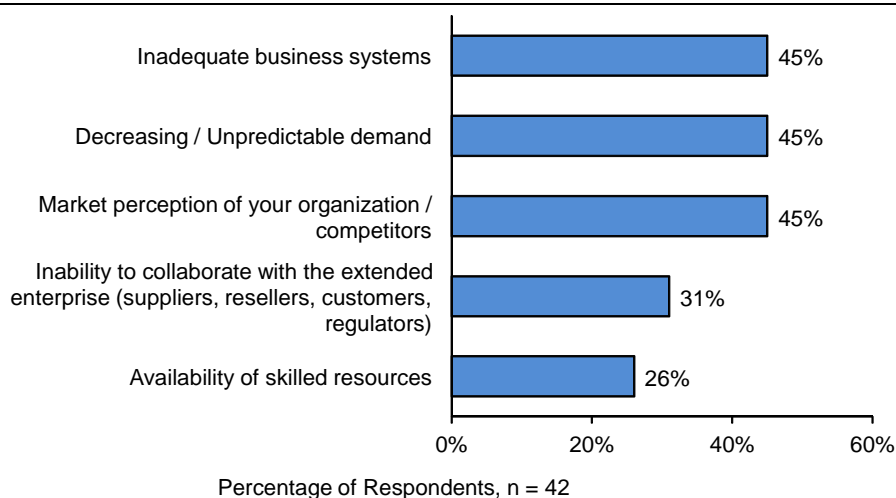 Inadequate business systems
45%
Decreasing / Unpredictable demand
45%
Market perception of your organization /
competitors
45%
Inability to collaborate with the extended
enterprise (suppliers, resellers, customers,
regulators)
31%
Availability of skilled resources
26%
0%
20%
40%
60%
Percentage of Respondents, n = 42